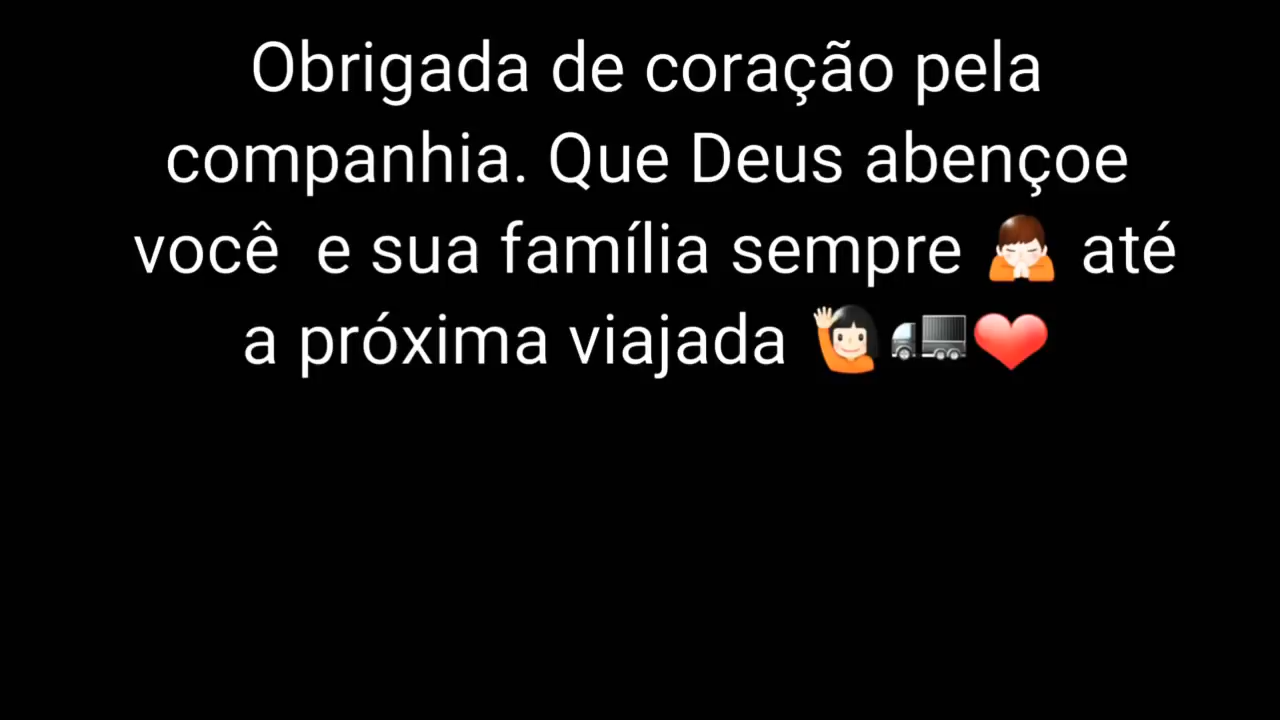 Obrigada de coração pela
companhia. Que Deus abençoe
você  e sua família sempre 🙏 até
a próxima viajada 🙋🏻‍♀️🚛❤️